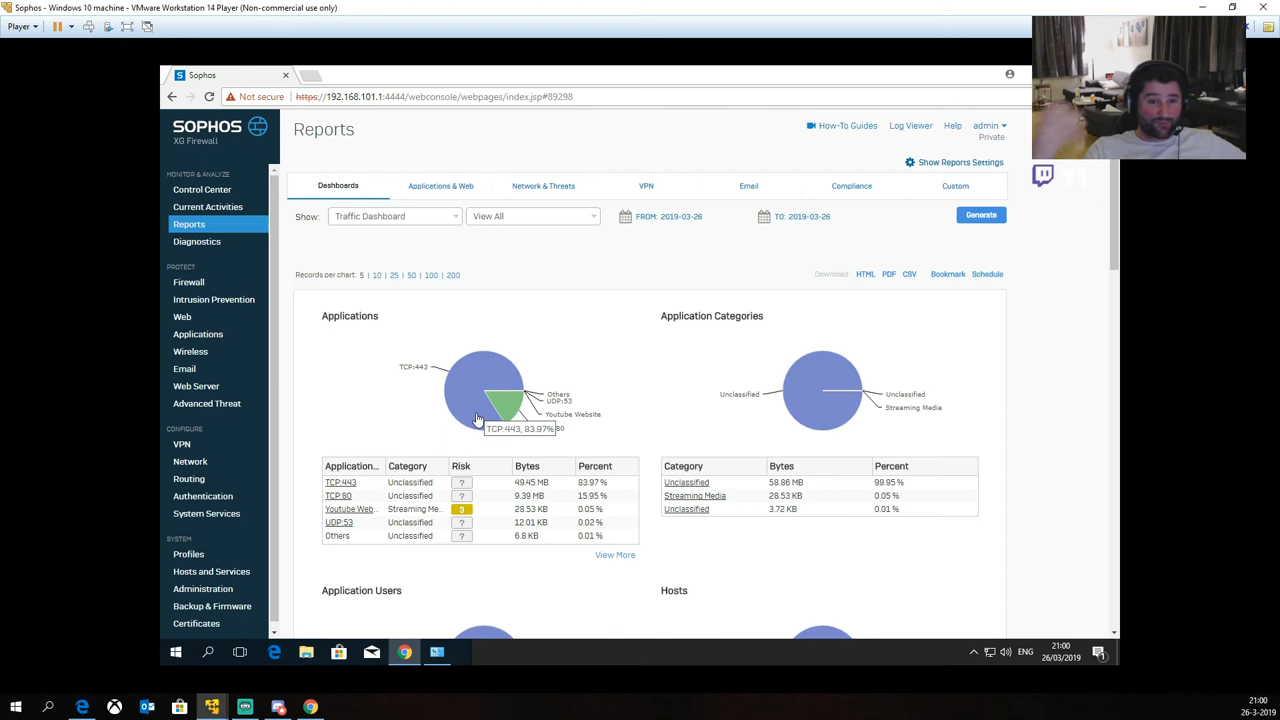 Sophos - Windows 10 machine - VMware Workstation 14 Player (Non-commercial use only)
Player
Sophos
Not secure https://192.168.101.1:4444/webconsole/webpages/index.jsp#89298
SOPHOS
XG Firewall
Reports
How-To Guides Log Viewer Help admin
Private
MONITOR & ANALYZE
Control Center
Current Activities
Reports
Diagnostics
PROTECT
Firewall
Intrusion Prevention
Web
Applications
Wireless
Email
Web Server
Advanced Threat
CONFIGURE
VPN
Network
Routing
Authentication
System Services
SYSTEM
Profiles
Hosts and Services
Administration
Backup & Firmware
Certificates
Show Reports Settings
Dashboards Applications & Web Network & Threats VPN Email Compliance Custom
Show: Traffic Dashboard View All FROM: 2019-03-26 TO: 2019-03-26 Generate
Records per chart: 5 | 10 | 25 | 50 | 100 | 200
Download: HTML PDF CSV Bookmark Schedule
Applications
TCP:443
Others
UDP:53
Youtube Website
80
TCP:443, 83.97%
Application... Category Risk Bytes Percent
TCP:443 Unclassified ? 49.45 MB 83.97 %
TCP:80 Unclassified ? 9.39 MB 15.95 %
Youtube Web... Streaming Me... 3 28.53 KB 0.05 %
UDP:53 Unclassified ? 12.01 KB 0.02 %
Others Unclassified ? 6.8 KB 0.01 %
View More
Application Categories
Unclassified
Unclassified
Streaming Media
Category Bytes Percent
Unclassified 58.86 MB 99.95 %
Streaming Media 28.53 KB 0.05 %
Unclassified 3.72 KB 0.01 %
Application Users
Hosts
11
ENG
21:00
26/03/2019
1
21:00
26-3-2019